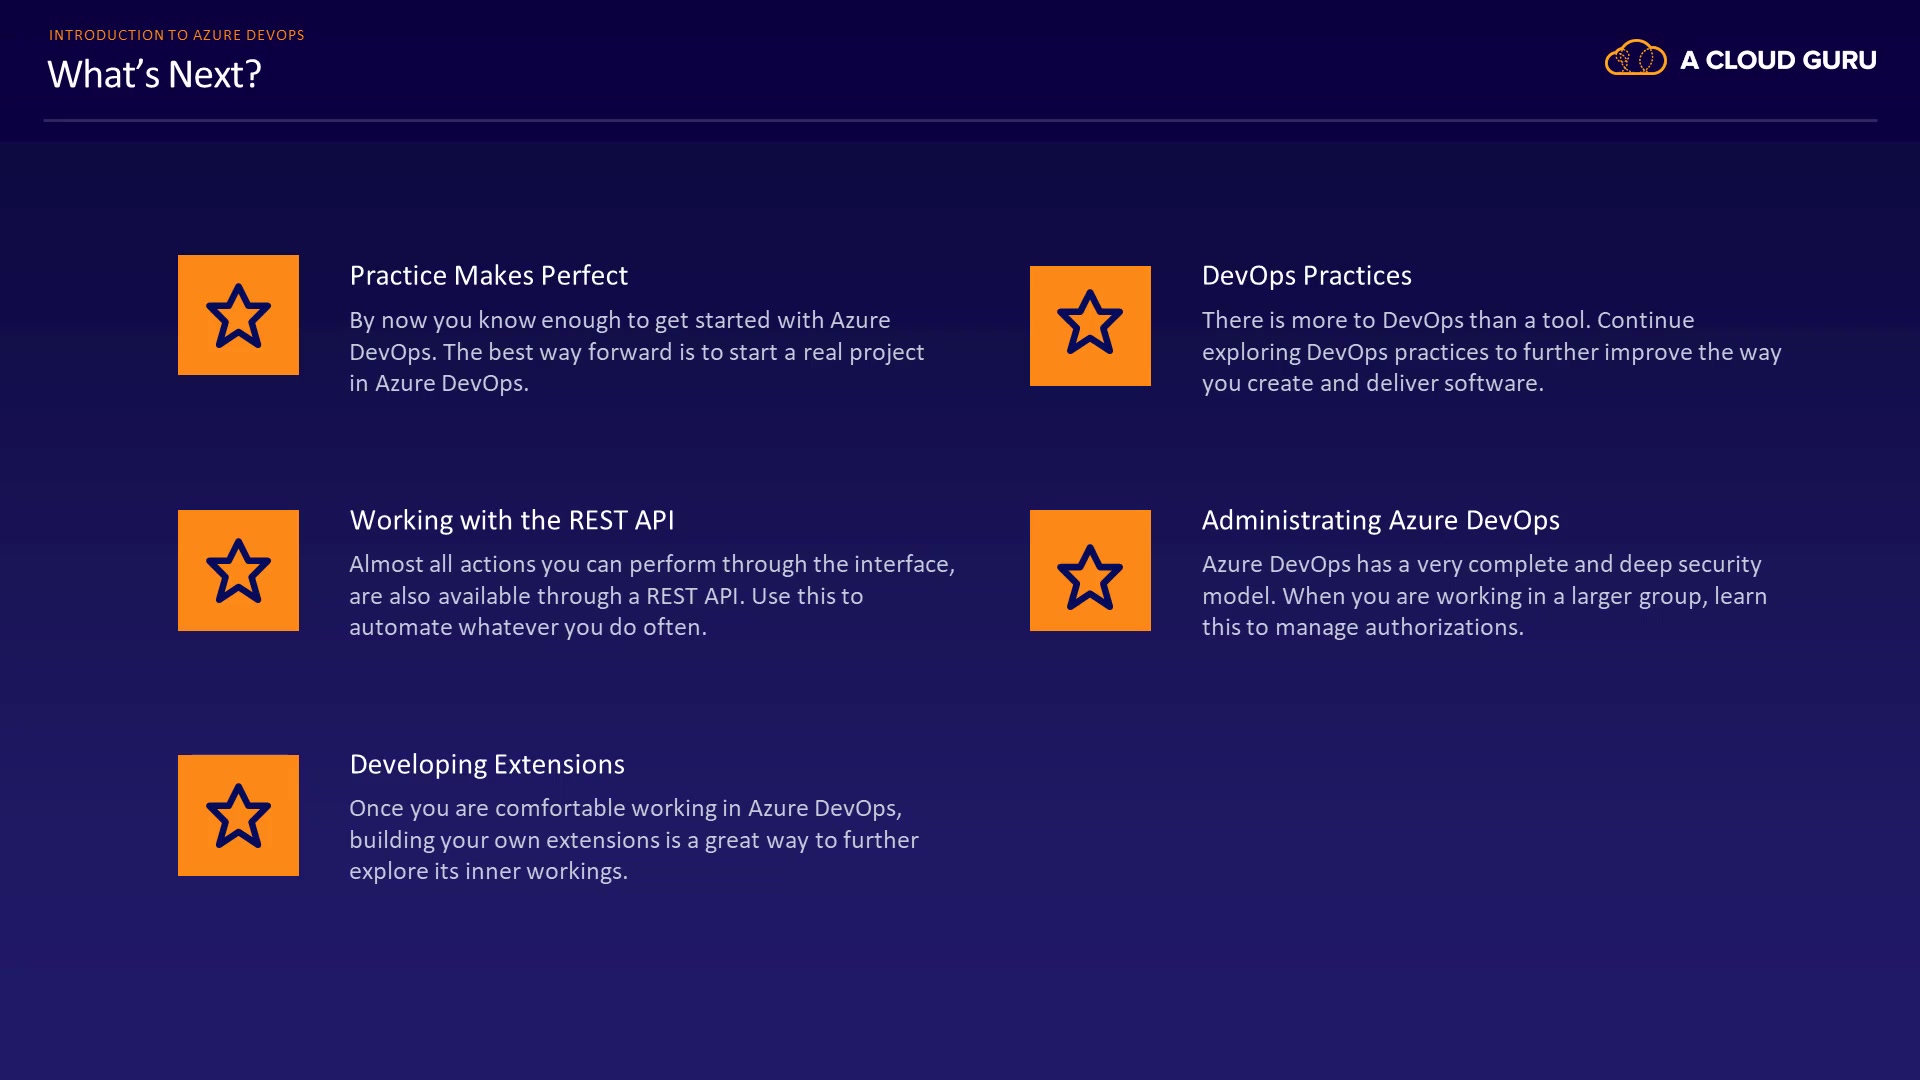 INTRODUCTION TO AZURE DEVOPS
What’s Next?
A CLOUD GURU
Practice Makes Perfect
By now you know enough to get started with Azure
DevOps. The best way forward is to start a real project
in Azure DevOps.
DevOps Practices
There is more to DevOps than a tool. Continue
exploring DevOps practices to further improve the way
you create and deliver software.
Working with the REST API
Almost all actions you can perform through the interface,
are also available through a REST API. Use this to
automate whatever you do often.
Administrating Azure DevOps
Azure DevOps has a very complete and deep security
model. When you are working in a larger group, learn
this to manage authorizations.
Developing Extensions
Once you are comfortable working in Azure DevOps,
building your own extensions is a great way to further
explore its inner workings.